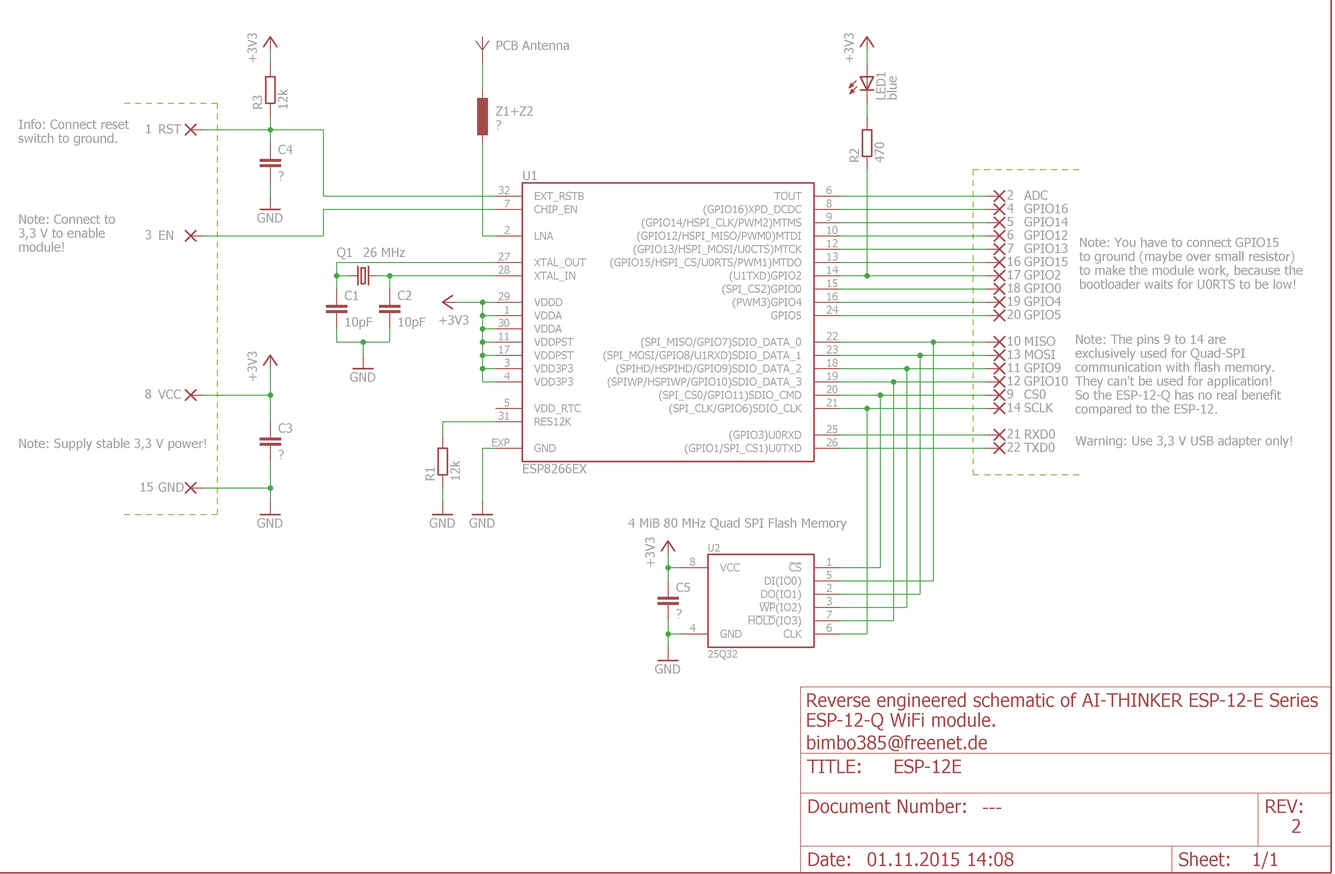 +3V3
R3
12k
Info: Connect reset
switch to ground.
1 RST
C4
?
GND
Note: Connect to
3,3 V to enable
module!
3 EN
+3V3
8 VCC
C3
?
Note: Supply stable 3,3 V power!
15 GND
GND
PCB Antenna
Z1+Z2
?
Q1 26 MHz
C1
10pF
C2
10pF
GND
+3V3
R1
12k
GND
GND
U1
32 EXT_RSTB
7 CHIP_EN
2 LNA
27 XTAL_OUT
28 XTAL_IN
29 VDDD
1 VDDA
30 VDDA
11 VDDPST
17 VDDPST
3 VDD3P3
4 VDD3P3
5 VDD_RTC
31 RES12K
EXP GND
ESP8266EX
TOUT 6
(GPIO16)XPD_DCDC 8
(GPIO14/HSPI_CLK/PWM2)MTMS 9
(GPIO12/HSPI_MISO/PWM0)MTDI 10
(GPIO13/HSPI_MOSI/U0CTS)MTCK 12
(GPIO15/HSPI_CS/U0RTS/PWM1)MTDO 13
(U1TXD)GPIO2 14
(SPI_CS2)GPIO0 15
(PWM3)GPIO4 16
GPIO5 24
(SPI_MISO/GPIO7)SDIO_DATA_0 22
(SPI_MOSI/GPIO8/U1RXD)SDIO_DATA_1 23
(SPIHD/HSPIHD/GPIO9)SDIO_DATA_2 18
(SPIWP/HSPIWP/GPIO10)SDIO_DATA_3 19
(SPI_CS0/GPIO11)SDIO_CMD 20
(SPI_CLK/GPIO6)SDIO_CLK 21
(GPIO3)U0RXD 25
(GPIO1/SPI_CS1)U0TXD 26
+3V3
LED1
blue
R2
470
2 ADC
4 GPIO16
5 GPIO14
6 GPIO12
7 GPIO13
16 GPIO15
17 GPIO2
18 GPIO0
19 GPIO4
20 GPIO5
10 MISO
13 MOSI
11 GPIO9
12 GPIO10
9 CS0
14 SCLK
21 RXD0
22 TXD0
Note: You have to connect GPIO15
to ground (maybe over small resistor)
to make the module work, because the
bootloader waits for U0RTS to be low!
Note: The pins 9 to 14 are
exclusively used for Quad-SPI
communication with flash memory.
They can't be used for application!
So the ESP-12-Q has no real benefit
compared to the ESP-12.
Warning: Use 3,3 V USB adapter only!
4 MiB 80 MHz Quad SPI Flash Memory
+3V3
C5
?
GND
U2
8 VCC
4 GND
CS 1
DI(IO0) 5
DO(IO1) 2
WP(IO2) 3
HOLD(IO3) 7
CLK 6
25Q32
Reverse engineered schematic of AI-THINKER ESP-12-E Series
ESP-12-Q WiFi module.
bimbo385@freenet.de
TITLE: ESP-12E
Document Number: ---
REV:
2
Date: 01.11.2015 14:08
Sheet: 1/1